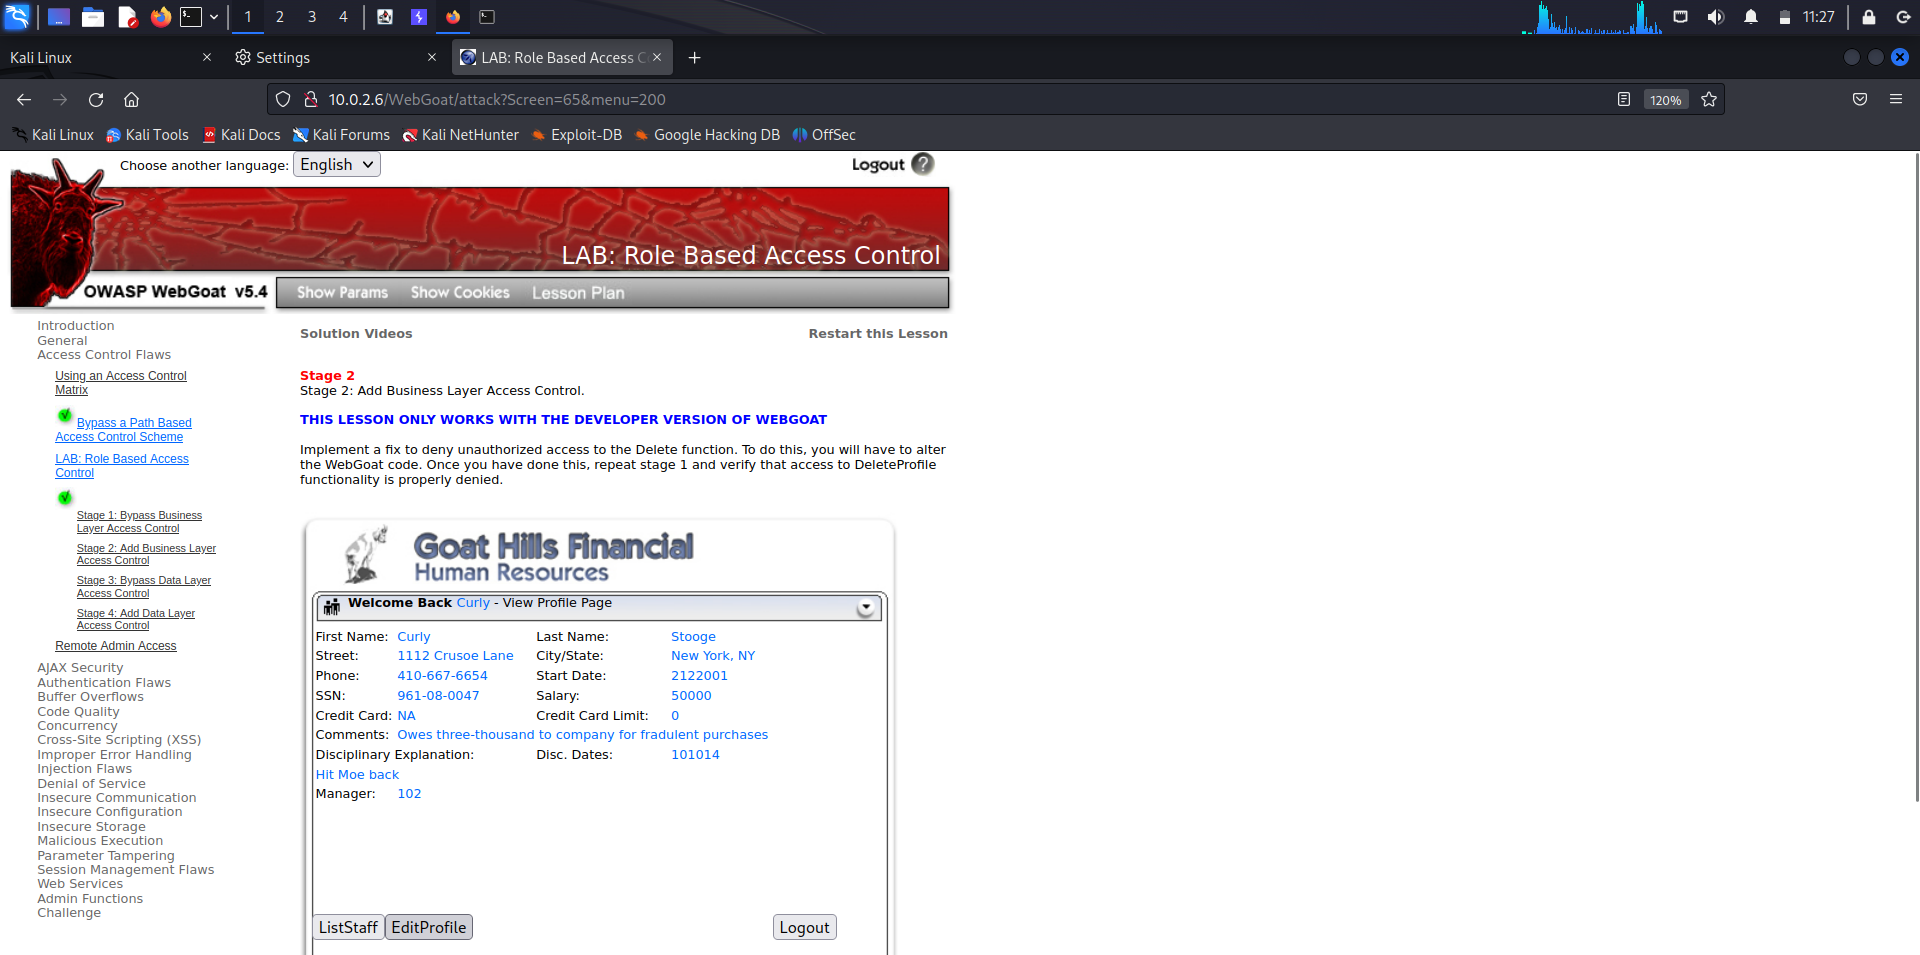 1 2 3 4 11:27
Kali Linux Settings LAB: Role Based Access C
10.0.2.6/WebGoat/attack?Screen=65&menu=200 120%
Kali Linux Kali Tools Kali Docs Kali Forums Kali NetHunter Exploit-DB Google Hacking DB OffSec
Choose another language: English Logout ?
LAB: Role Based Access Control
OWASP WebGoat v5.4 Show Params Show Cookies Lesson Plan
Introduction
General
Access Control Flaws
Using an Access Control
Matrix
Bypass a Path Based
Access Control Scheme
LAB: Role Based Access
Control
Stage 1: Bypass Business
Layer Access Control
Stage 2: Add Business Layer
Access Control
Stage 3: Bypass Data Layer
Access Control
Stage 4: Add Data Layer
Access Control
Remote Admin Access
AJAX Security
Authentication Flaws
Buffer Overflows
Code Quality
Concurrency
Cross-Site Scripting (XSS)
Improper Error Handling
Injection Flaws
Denial of Service
Insecure Communication
Insecure Configuration
Insecure Storage
Malicious Execution
Parameter Tampering
Session Management Flaws
Web Services
Admin Functions
Challenge
Solution Videos Restart this Lesson
Stage 2
Stage 2: Add Business Layer Access Control.
THIS LESSON ONLY WORKS WITH THE DEVELOPER VERSION OF WEBGOAT
Implement a fix to deny unauthorized access to the Delete function. To do this, you will have to alter
the WebGoat code. Once you have done this, repeat stage 1 and verify that access to DeleteProfile
functionality is properly denied.
Goat Hills Financial
Human Resources
Welcome Back Curly - View Profile Page
First Name: Curly Last Name: Stooge
Street: 1112 Crusoe Lane City/State: New York, NY
Phone: 410-667-6654 Start Date: 2122001
SSN: 961-08-0047 Salary: 50000
Credit Card: NA Credit Card Limit: 0
Comments: Owes three-thousand to company for fradulent purchases
Disciplinary Explanation: Disc. Dates: 101014
Hit Moe back
Manager: 102
ListStaff EditProfile Logout